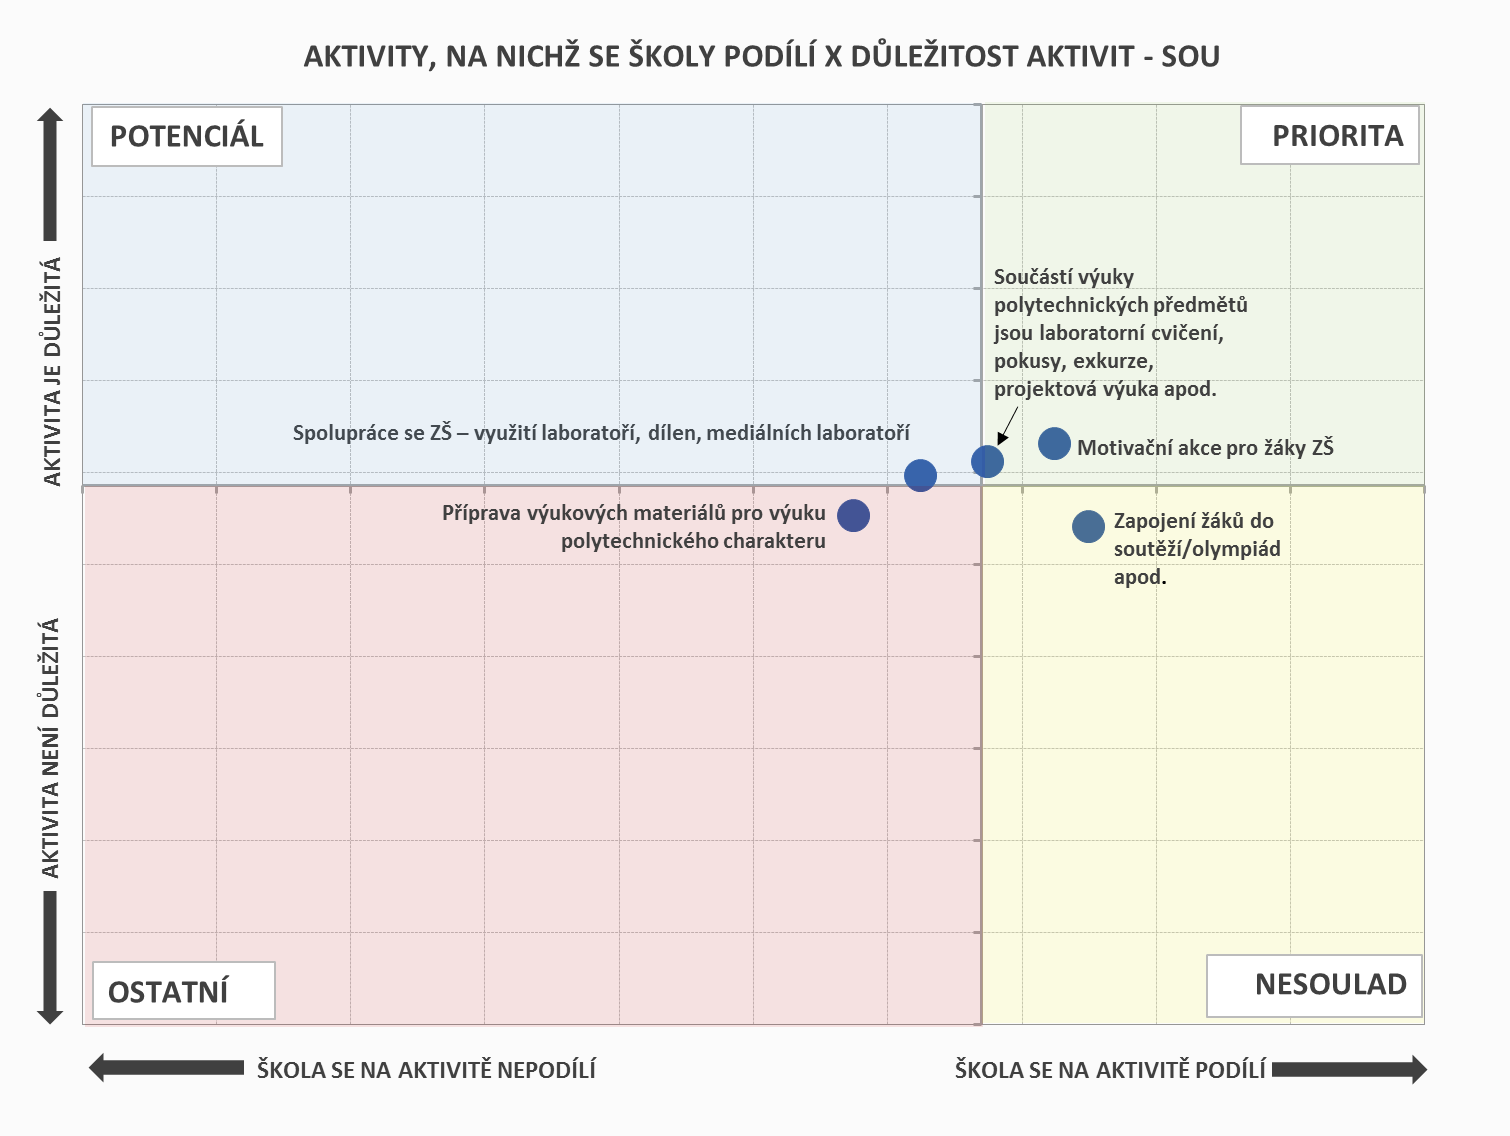 AKTIVITY, NA NICHŽ SE ŠKOLY PODÍLÍ X DŮLEŽITOST AKTIVIT - SOU
POTENCIÁL
PRIORITA
AKTIVITA JE DŮLEŽITÁ
Součástí výuky
polytechnických předmětů
jsou laboratorní cvičení,
pokusy, exkurze,
projektová výuka apod.
Spolupráce se ZŠ – využití laboratoří, dílen, mediálních laboratoří
Motivační akce pro žáky ZŠ
Příprava výukových materiálů pro výuku
polytechnického charakteru
Zapojení žáků do
soutěží/olympiád
apod.
AKTIVITA NENÍ DŮLEŽITÁ
OSTATNÍ
NESOULAD
ŠKOLA SE NA AKTIVITĚ NEPODÍLÍ
ŠKOLA SE NA AKTIVITĚ PODÍLÍ